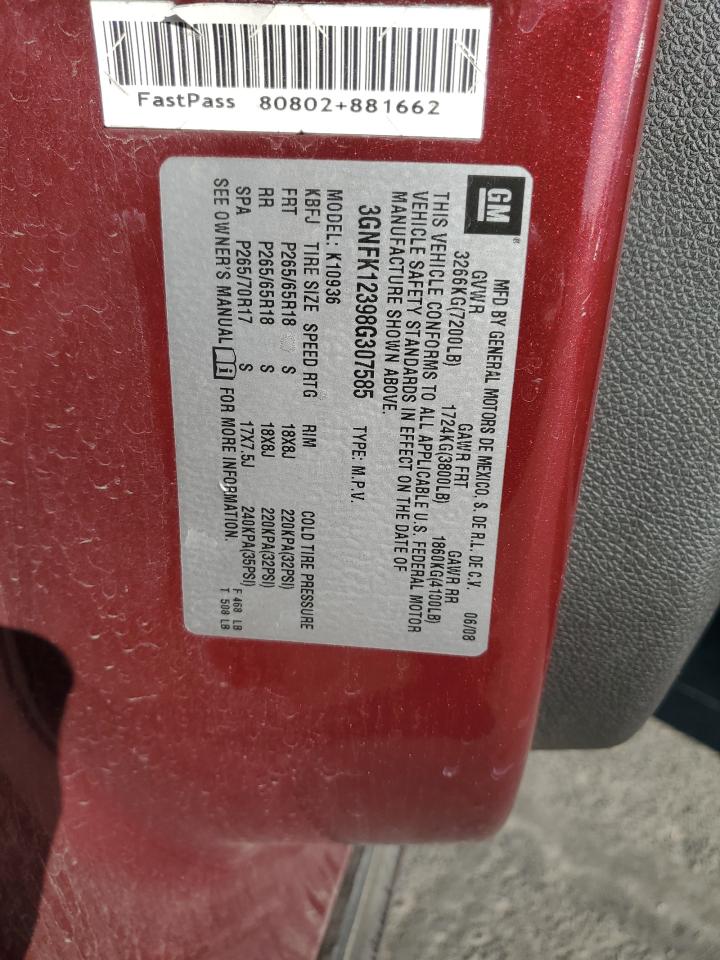 FastPass 80802+881662
GM®
MFD BY GENERAL MOTORS DE MEXICO, S. DE R.L. DE C.V. 06/08
GVWR GAWR FRT GAWR RR
3266KG(7200LB) 1724KG(3800LB) 1860KG(4100LB)
THIS VEHICLE CONFORMS TO ALL APPLICABLE U.S. FEDERAL MOTOR
VEHICLE SAFETY STANDARDS IN EFFECT ON THE DATE OF
MANUFACTURE SHOWN ABOVE.
3GNFK12398G307585 TYPE: M.P.V.
MODEL: K10936
KBFJ TIRE SIZE SPEED RTG RIM COLD TIRE PRESSURE
FRT P265/65R18 S 18X8J 220KPA(32PSI)
RR P265/65R18 S 18X8J 220KPA(32PSI)
SPA P265/70R17 S 17X7.5J 240KPA(35PSI)
SEE OWNER'S MANUAL i FOR MORE INFORMATION.
F 468 LB
T 508 LB